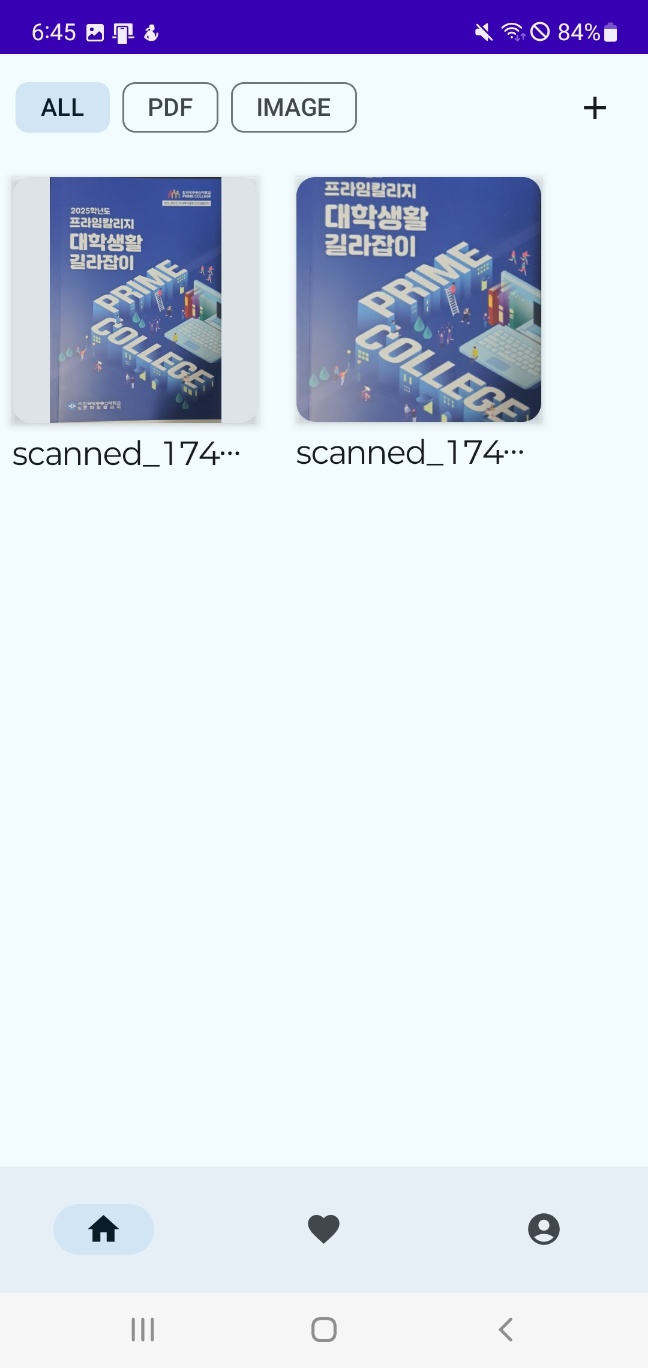 6:45
84%
ALL
PDF
IMAGE
+
2025학년도
프라임칼리지
대학생활
길라잡이
PRIME
COLLEGE
PRIME COLLEGE
프라임칼리지
대학생활
길라잡이
PRIME
COLLEGE
scanned_174…
scanned_174…